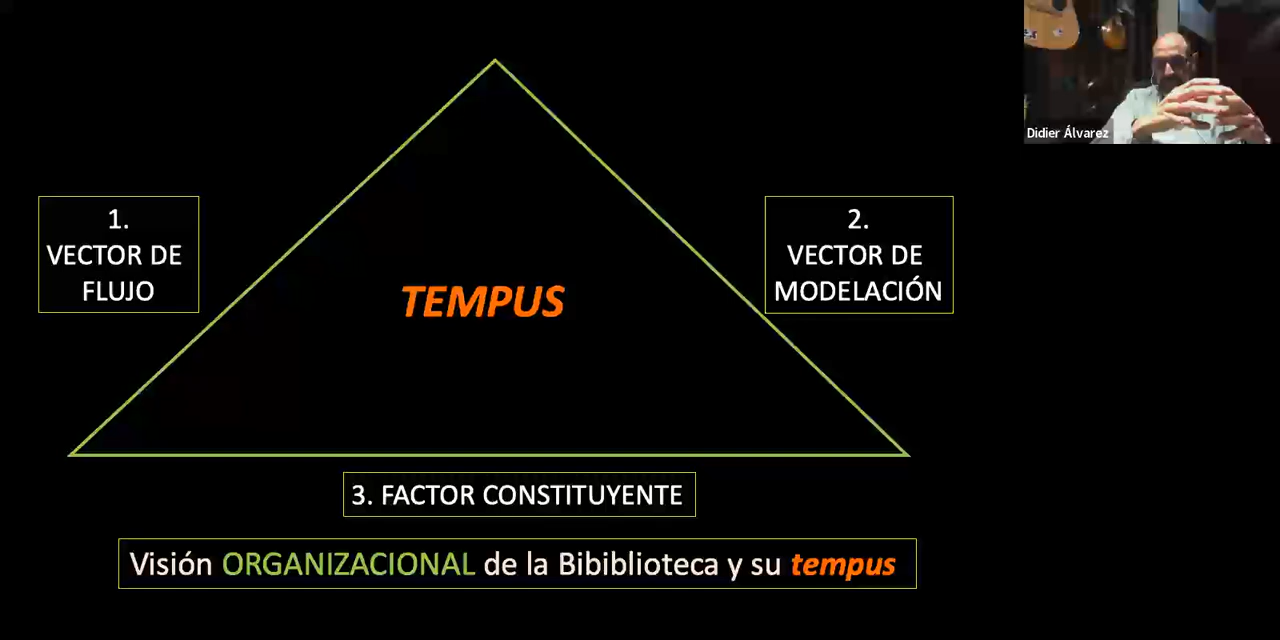 Didier Álvarez
1.
VECTOR DE
FLUJO
2.
VECTOR DE
MODELACIÓN
TEMPUS
3. FACTOR CONSTITUYENTE
Visión ORGANIZACIONAL de la Bibiblioteca y su tempus